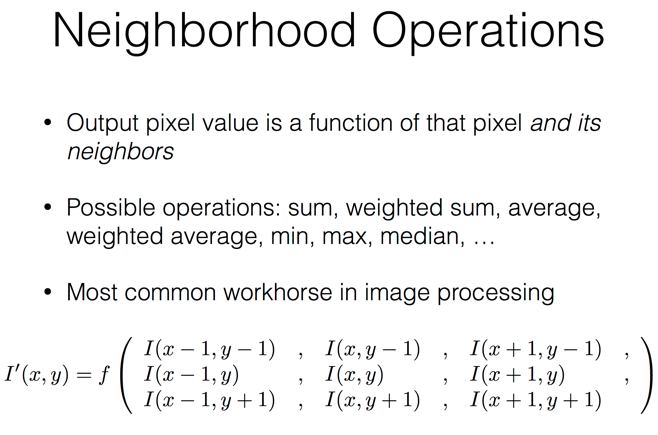 Neighborhood Operations
• Output pixel value is a function of that pixel and its
neighbors
• Possible operations: sum, weighted sum, average,
weighted average, min, max, median, …
• Most common workhorse in image processing
I(x − 1, y − 1) , I(x, y − 1) , I(x + 1, y − 1) ,
I′(x, y) = f ( I(x − 1, y) , I(x, y) , I(x + 1, y) , )
I(x − 1, y + 1) , I(x, y + 1) , I(x + 1, y + 1)